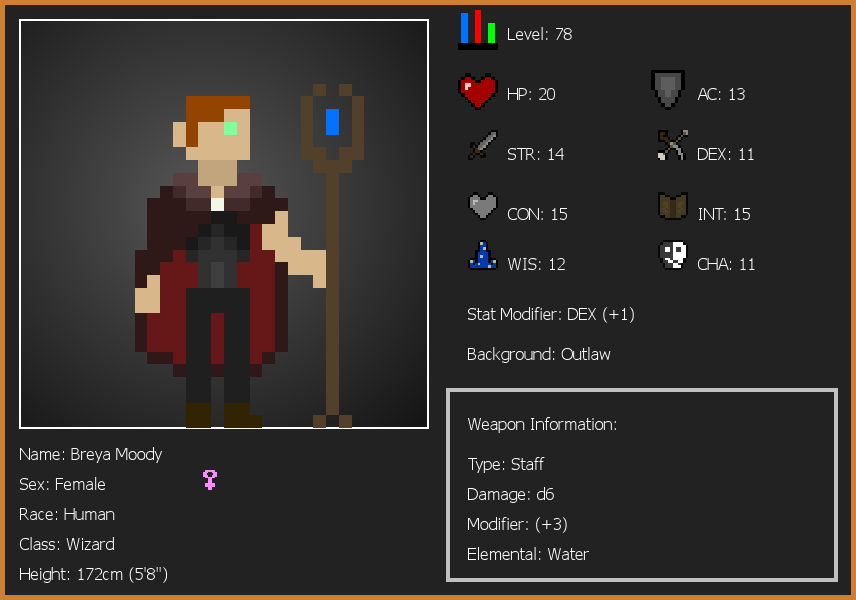 Level: 78
HP: 20
AC: 13
STR: 14
DEX: 11
CON: 15
INT: 15
WIS: 12
CHA: 11
Stat Modifier: DEX (+1)
Background: Outlaw
Weapon Information:
Type: Staff
Damage: d6
Modifier: (+3)
Elemental: Water
Name: Breya Moody
Sex: Female
Race: Human
Class: Wizard
Height: 172cm (5'8")